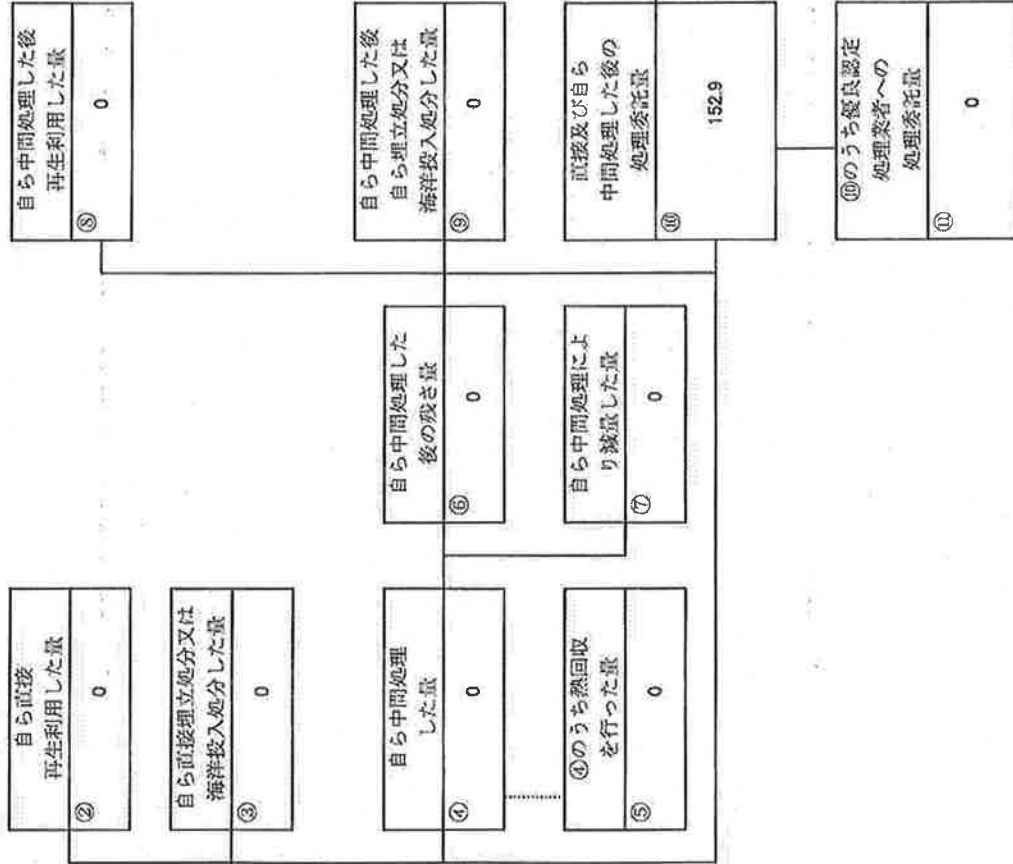 自ら直接
再生利用した量
②
0
自ら直接埋立処分又は
海洋投入処分した量
③
0
自ら中間処理
した量
④
0
④のうち熱回収
を行った量
⑤
0
自ら中間処理した
後の残さ量
⑥
0
自ら中間処理によ
り減量した量
⑦
0
自ら中間処理した後
再生利用した量
⑧
0
自ら中間処理した後
自ら埋立処分又は
海洋投入処分した量
⑨
0
直接及び自ら
中間処理した後の
処理委託量
⑩
152.9
⑩のうち優良認定
処理業者への
処理委託量
⑪
0